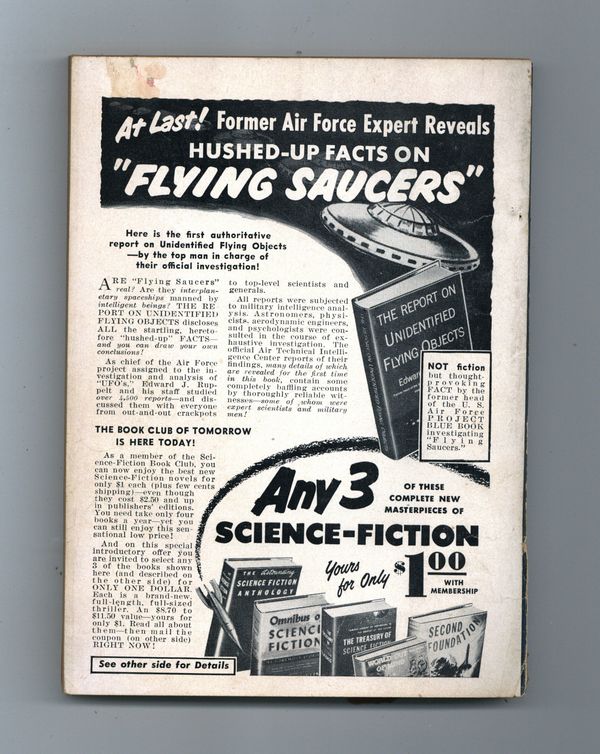 At Last! Former Air Force Expert Reveals
HUSHED-UP FACTS ON
"FLYING SAUCERS"
Here is the first authoritative
report on Unidentified Flying Objects
—by the top man in charge of
their official investigation!
ARE "Flying Saucers"
real? Are they interplan-
etary spaceships manned by
intelligent beings? THE RE-
PORT ON UNIDENTIFIED
FLYING OBJECTS discloses
ALL the startling, hereto-
fore "hushed-up" FACTS—
and you can draw your own
conclusions!
As chief of the Air Force
project assigned to the in-
vestigation and analysis of
"UFO's," Edward J. Rup-
pelt and his staff studied
over 4,400 reports—and dis-
cussed them with everyone
from out-and-out crackpots
to top-level scientists and
generals.
All reports were subjected
to military intelligence anal-
ysis. Astronomers, physi-
cists, aerodynamic engineers,
and psychologists were con-
sulted in the course of ex-
haustive investigation. The
official Air Technical Intelli-
gence Center reports of their
findings, many details of which
are revealed for the first time
in this book, contain some
completely baffling accounts
by thoroughly reliable wit-
nesses—some of whom were
expert scientists and military
men!
THE REPORT ON
UNIDENTIFIED
FLYING OBJECTS
Edward
NOT fiction
but thought-
provoking
FACT by the
former head
of the U. S.
Air Force
PROJECT
BLUE BOOK
investigating
"Flying
Saucers."
THE BOOK CLUB OF TOMORROW
IS HERE TODAY!
As a member of the Sci-
ence-Fiction Book Club, you
can now enjoy the best new
Science-Fiction novels for
only $1 each (plus few cents
shipping)—even though
they cost $2.50 and up
in publishers' editions.
You need take only four
books a year—yet you
can still enjoy this sen-
sational low price!
And on this special
introductory offer you
are invited to select any
3 of the books shown
here (and described on
the other side) for
ONLY ONE DOLLAR.
Each is a brand-new,
full-length, full-sized
thriller. An $8.70 to
$11.50 value—yours for
only $1. Read all about
them—then mail the
coupon (on other side)
RIGHT NOW!
See other side for Details
Any 3
OF THESE
COMPLETE NEW
MASTERPIECES OF
SCIENCE-FICTION
Yours
for Only
$1.00
WITH
MEMBERSHIP
THE Astounding
SCIENCE FICTION
ANTHOLOGY
Omnibus of
SCIENCE
FICTION
THE TREASURY OF
SCIENCE FICTION
WORLD OUT
OF MIND
SECOND
FOUNDATION